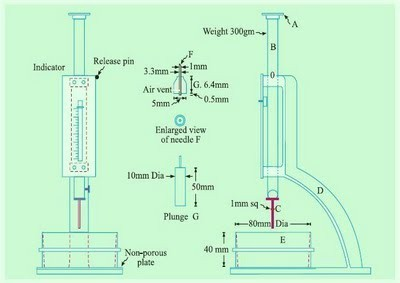 Indicator
Release pin
F
3.3mm
1mm
Air vent
G. 6.4mm
0.5mm
5mm
Enlarged view
of needle F
10mm Dia
50mm
Plunge G
Non-porous
plate
A
Weight 300gm
B
0
D
1mm sq
C
80mm Dia
E
40 mm